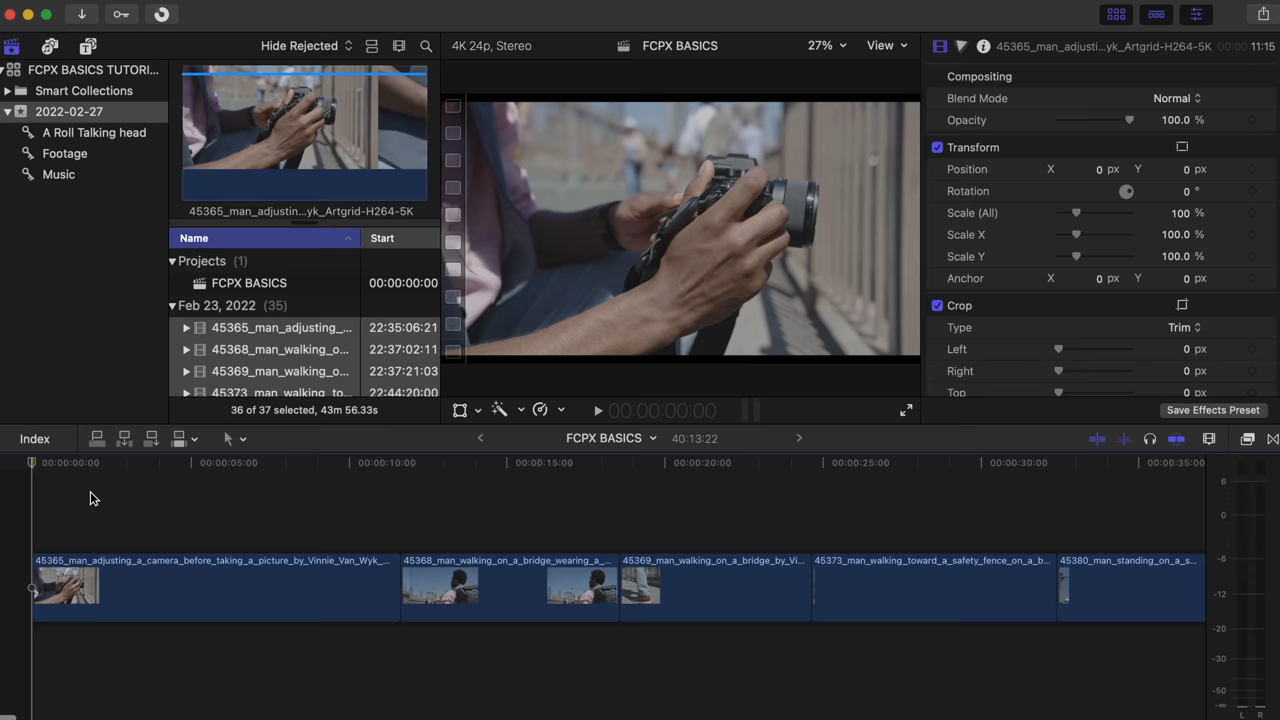 Hide Rejected
4K 24p, Stereo
FCPX BASICS
27%
View
45365_man_adjusti...yk_Artgrid-H264-5K
00:00:00:11:15
FCPX BASICS TUTORI...
Smart Collections
2022-02-27
A Roll Talking head
Footage
Music
45365_man_adjustin...yk_Artgrid-H264-5K
Name
Start
Projects (1)
FCPX BASICS
00:00:00:00
Feb 23, 2022 (35)
45365_man_adjusting_...
22:35:06:21
45368_man_walking_o...
22:37:02:11
45369_man_walking_o...
22:37:21:03
45373_man_walking_to...
22:44:20:00
36 of 37 selected, 43m 56.33s
Compositing
Blend Mode
Normal
Opacity
100.0 %
Transform
Position
X
0 px
Y
0 px
Rotation
0 °
Scale (All)
100 %
Scale X
100.0 %
Scale Y
100.0 %
Anchor
X
0 px
Y
0 px
Crop
Type
Trim
Left
0 px
Right
0 px
Top
0 px
00:00:00:00
Save Effects Preset
Index
FCPX BASICS
40:13:22
00:00:00:00
00:00:05:00
00:00:10:00
00:00:15:00
00:00:20:00
00:00:25:00
00:00:30:00
00:00:35:00
45365_man_adjusting_a_camera_before_taking_a_picture_by_Vinnie_Van_Wyk_...
45368_man_walking_on_a_bridge_wearing_a_...
45369_man_walking_on_a_bridge_by_Vi...
45373_man_walking_toward_a_safety_fence_on_a_b...
45380_man_standing_on_a_s...
6
0
-6
-12
-20
-30
-50
-∞
L
R